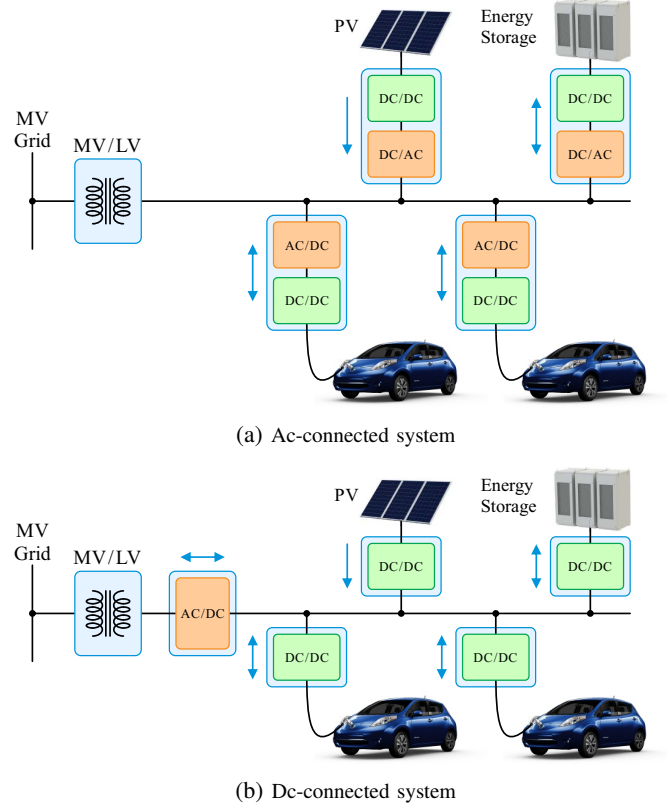 PV
Energy
Storage
DC/DC
DC/DC
MV
Grid
MV/LV
DC/AC
DC/AC
AC/DC
AC/DC
DC/DC
DC/DC
(a) Ac-connected system
PV
Energy
Storage
MV
Grid
MV/LV
DC/DC
DC/DC
AC/DC
DC/DC
DC/DC
(b) Dc-connected system